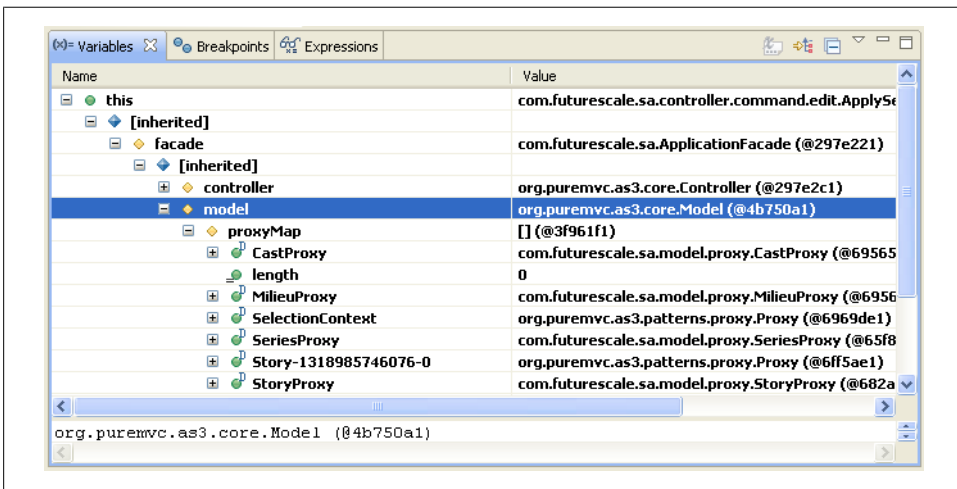 (x)= Variables Breakpoints Expressions
Name Value
this com.futurescale.sa.controller.command.edit.ApplySe
[inherited]
facade com.futurescale.sa.ApplicationFacade (@297e221)
[inherited]
controller org.puremvc.as3.core.Controller (@297e2c1)
model org.puremvc.as3.core.Model (@4b750a1)
proxyMap [] (@3f961f1)
CastProxy com.futurescale.sa.model.proxy.CastProxy (@69565
length 0
MilieuProxy com.futurescale.sa.model.proxy.MilieuProxy (@6956
SelectionContext org.puremvc.as3.patterns.proxy.Proxy (@6969de1)
SeriesProxy com.futurescale.sa.model.proxy.SeriesProxy (@65f8
Story-1318985746076-0 org.puremvc.as3.patterns.proxy.Proxy (@6ff5ae1)
StoryProxy com.futurescale.sa.model.proxy.StoryProxy (@682a
org.puremvc.as3.core.Model (@4b750a1)